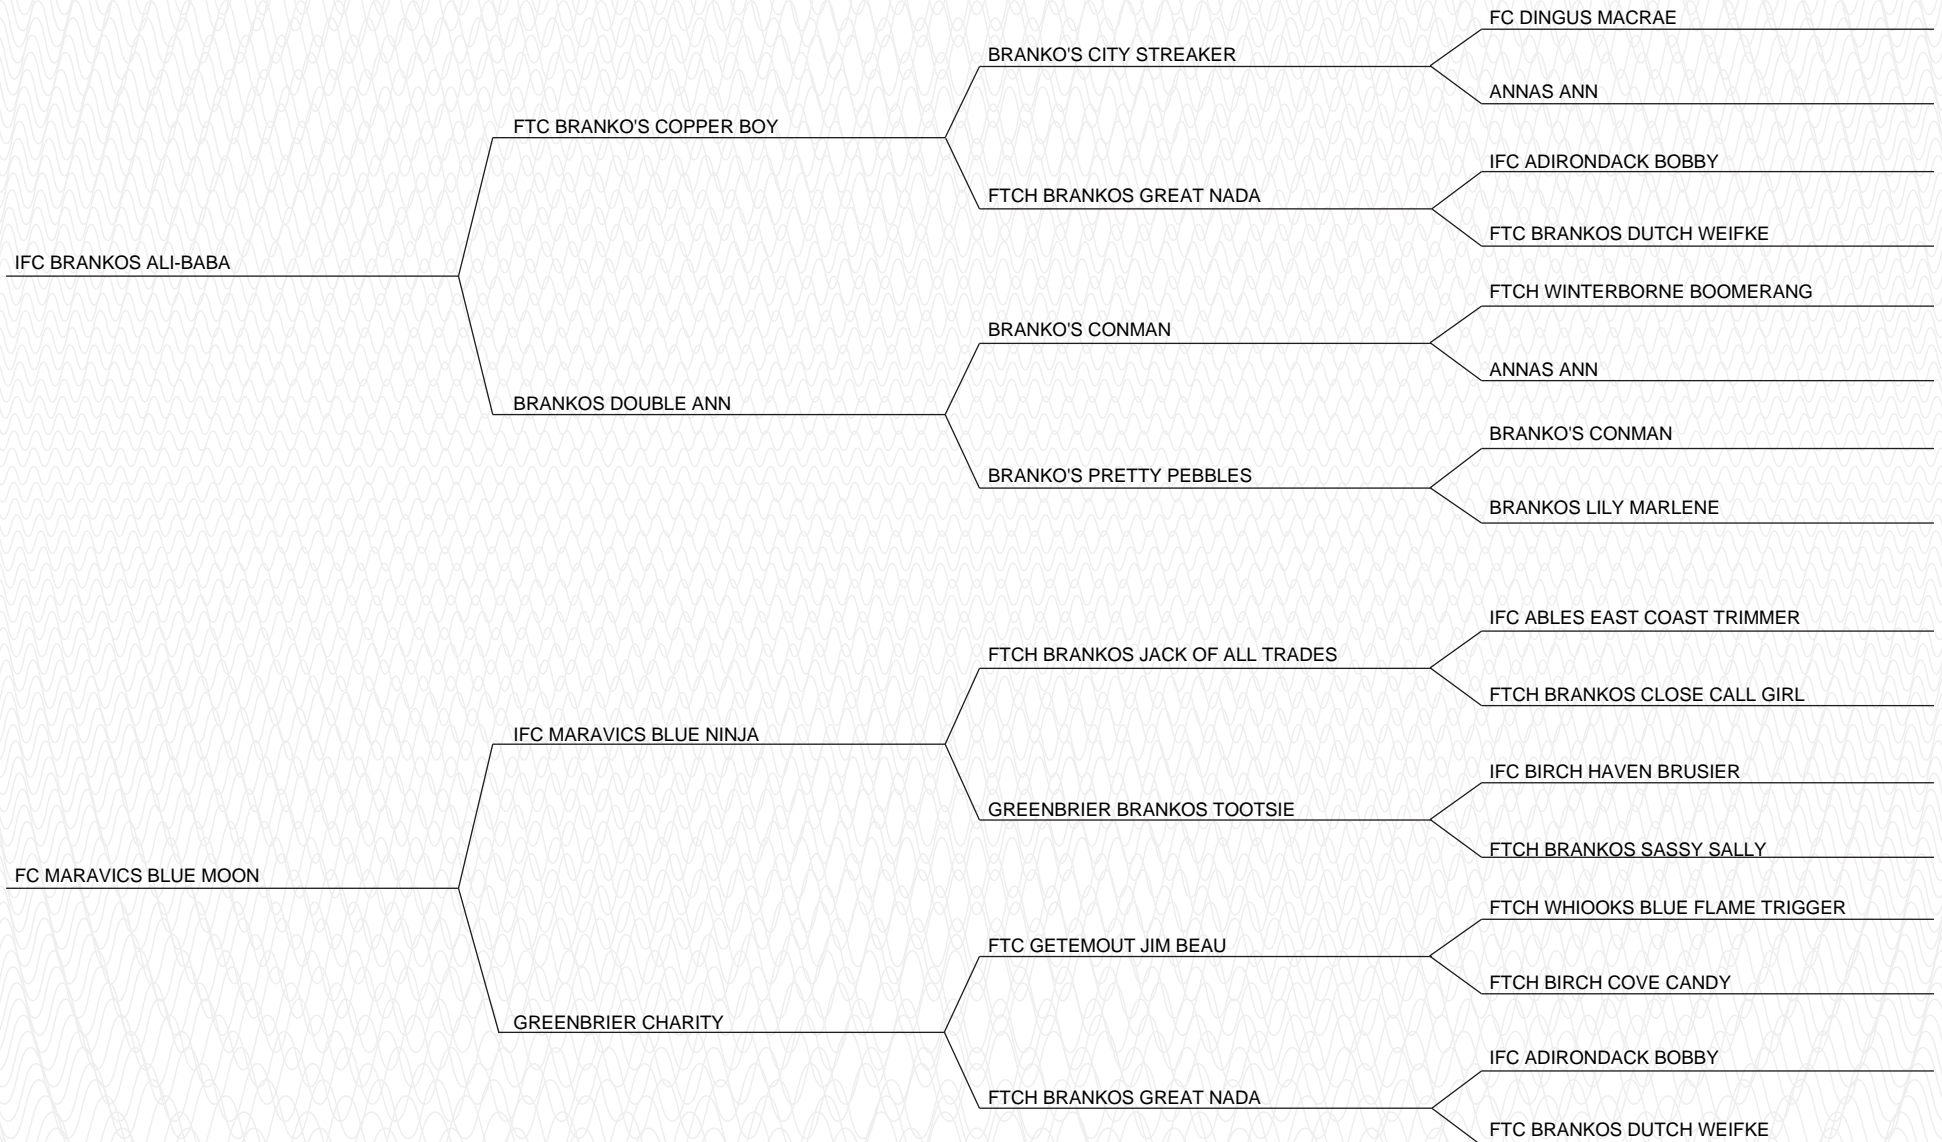 FC DINGUS MACRAE
BRANKO'S CITY STREAKER
ANNAS ANN
FTC BRANKO'S COPPER BOY
IFC ADIRONDACK BOBBY
FTCH BRANKOS GREAT NADA
FTC BRANKOS DUTCH WEIFKE
IFC BRANKOS ALI-BABA
FTCH WINTERBORNE BOOMERANG
BRANKO'S CONMAN
ANNAS ANN
BRANKOS DOUBLE ANN
BRANKO'S CONMAN
BRANKO'S PRETTY PEBBLES
BRANKOS LILY MARLENE
IFC ABLES EAST COAST TRIMMER
FTCH BRANKOS JACK OF ALL TRADES
FTCH BRANKOS CLOSE CALL GIRL
IFC MARAVICS BLUE NINJA
IFC BIRCH HAVEN BRUSIER
GREENBRIER BRANKOS TOOTSIE
FTCH BRANKOS SASSY SALLY
FC MARAVICS BLUE MOON
FTCH WHIOOKS BLUE FLAME TRIGGER
FTC GETEMOUT JIM BEAU
FTCH BIRCH COVE CANDY
GREENBRIER CHARITY
IFC ADIRONDACK BOBBY
FTCH BRANKOS GREAT NADA
FTC BRANKOS DUTCH WEIFKE